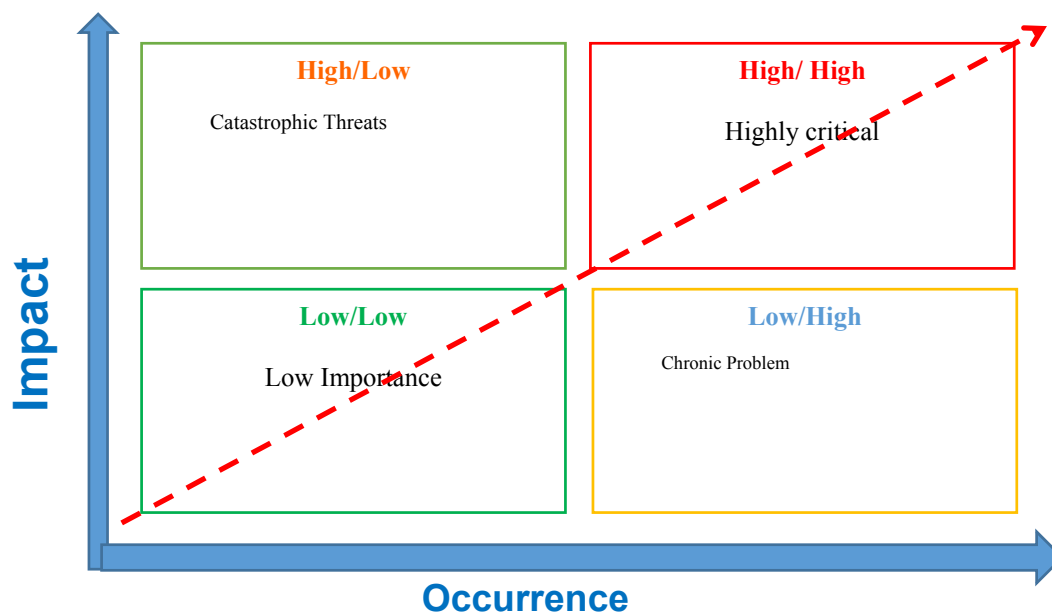 High/Low
Catastrophic Threats
High/ High
Highly critical
Low/Low
Low Importance
Low/High
Chronic Problem
Impact
Occurrence